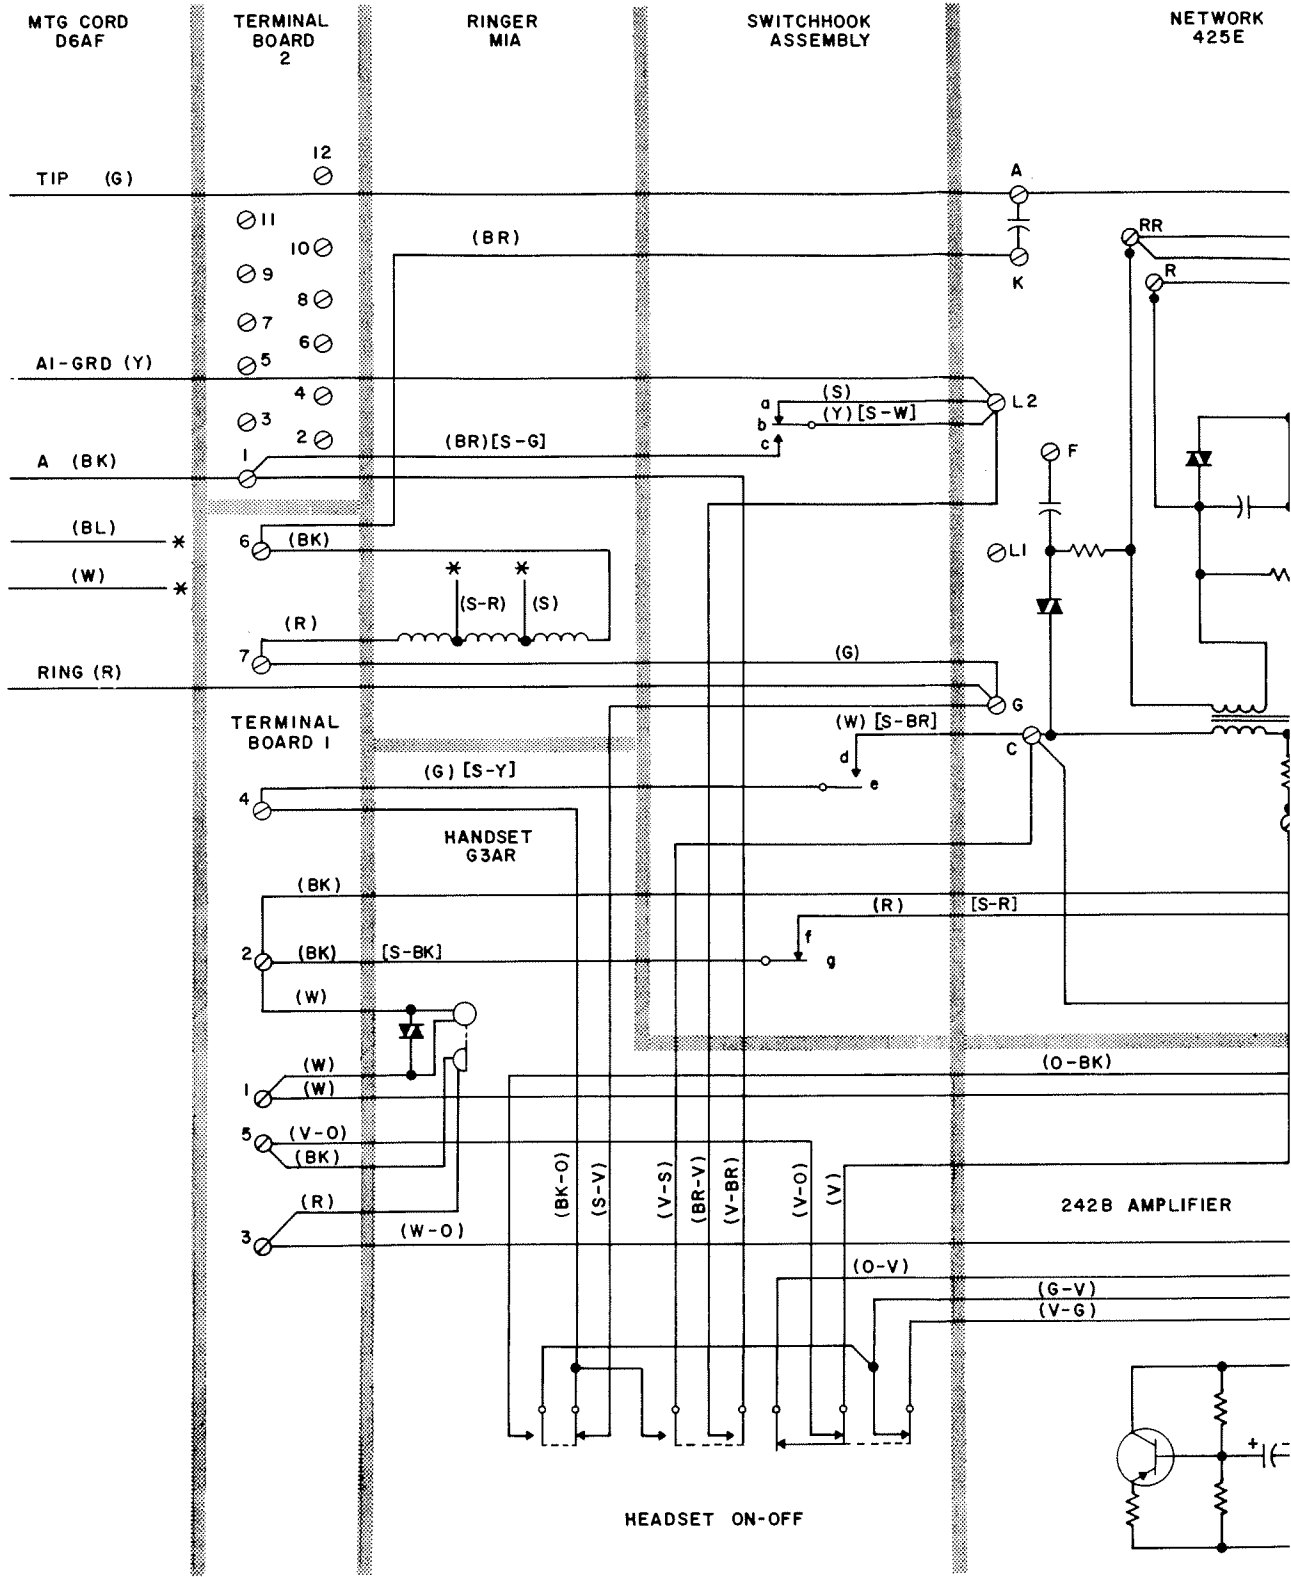 MTG CORD
D6AF
TERMINAL
BOARD
2
RINGER
MIA
SWITCHHOOK
ASSEMBLY
NETWORK
425E
12
A
TIP (G)
11
RR
(BR)
10
9
R
K
8
7
6
5
A1-GRD (Y)
4
(S)
a
L2
3
b
(Y) [S-W]
2
(BR)[S-G]
c
F
A (BK)
1
(BL)
*
6
(BK)
L1
(W)
*
*
*
(S-R)
(S)
(R)
7
(G)
RING (R)
G
TERMINAL
BOARD 1
(W) [S-BR]
C
d
(G) [S-Y]
e
4
HANDSET
G3AR
(BK)
(R)
[S-R]
f
2
(BK)
[S-BK]
g
(W)
(W)
(O-BK)
1
(W)
5
(V-O)
(BK)
(BK-O)
(S-V)
(V-S)
(BR-V)
(V-BR)
(V-O)
(V)
(R)
242B AMPLIFIER
3
(W-O)
(O-V)
(G-V)
(V-G)
+
-
HEADSET ON-OFF